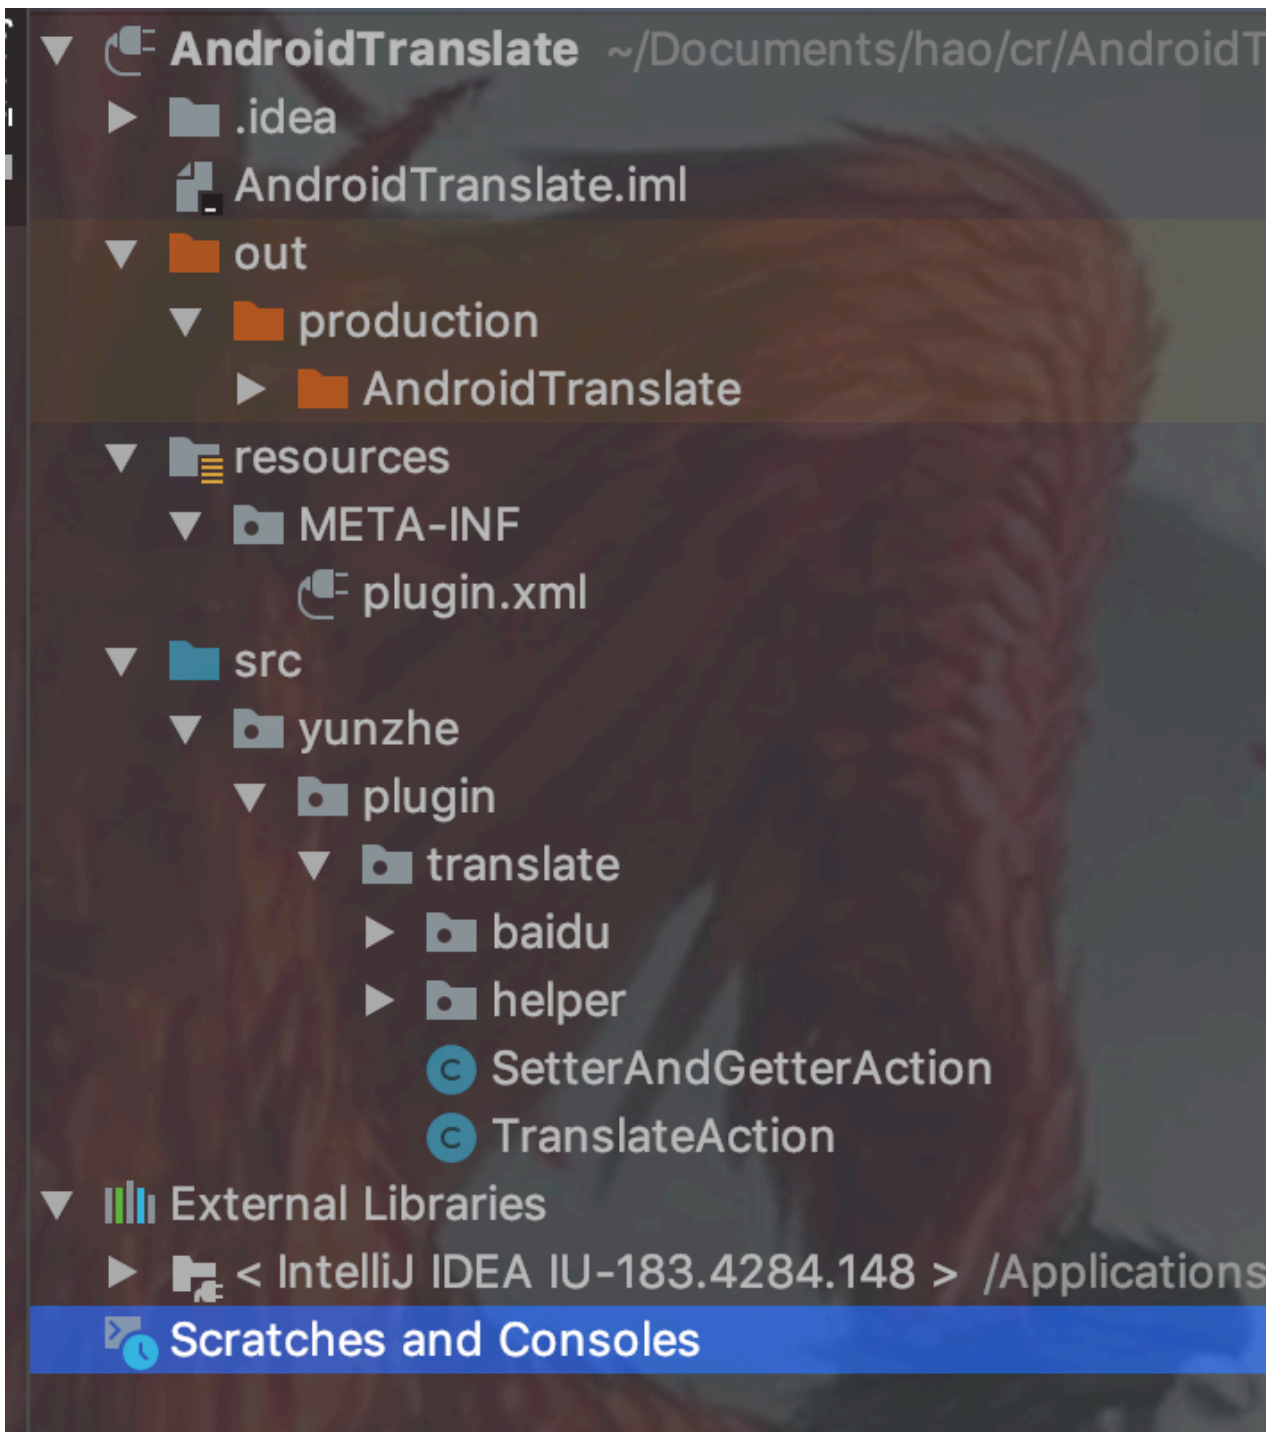 AndroidTranslate ~/Documents/hao/cr/AndroidT
.idea
AndroidTranslate.iml
out
production
AndroidTranslate
resources
META-INF
plugin.xml
src
yunzhe
plugin
translate
baidu
helper
SetterAndGetterAction
TranslateAction
External Libraries
< IntelliJ IDEA IU-183.4284.148 > /Applications
Scratches and Consoles